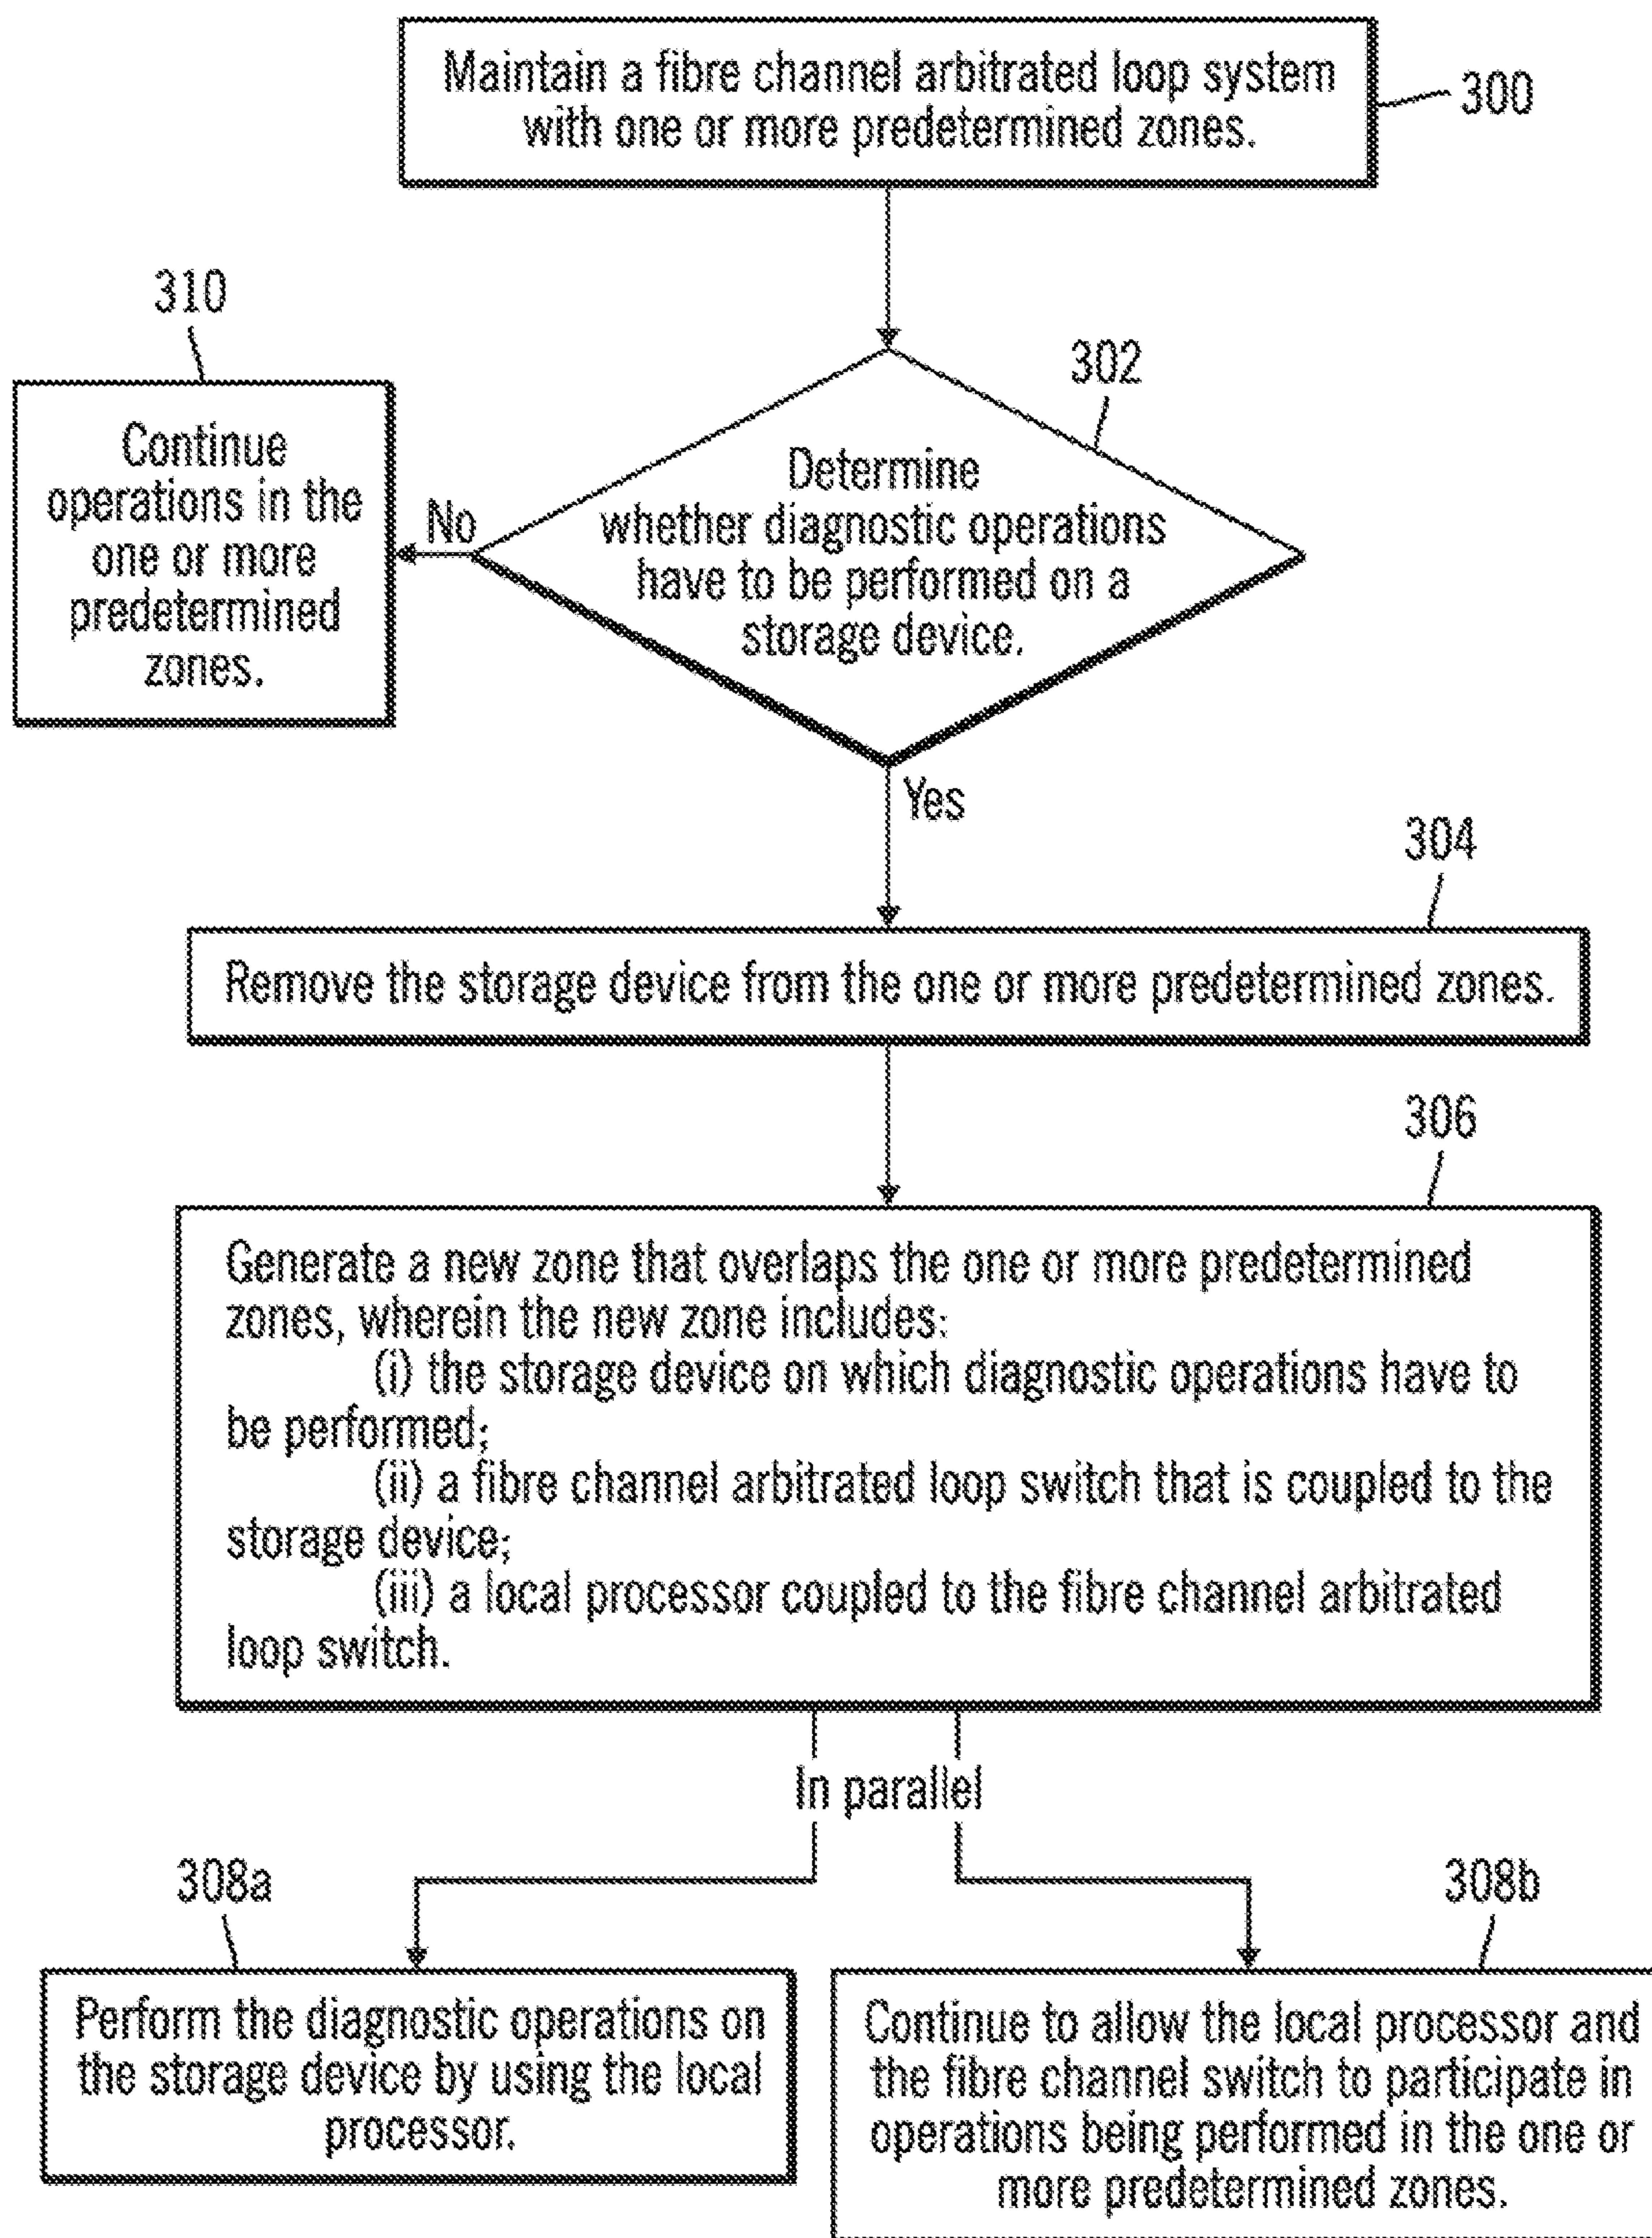 Maintain a fibre channel arbitrated loop system
with one or more predetermined zones.
300
310
302
Continue
operations in the
one or more
predetermined
zones.
No
Determine
whether diagnostic operations
have to be performed on a
storage device.
Yes
304
Remove the storage device from the one or more predetermined zones.
306
Generate a new zone that overlaps the one or more predetermined
zones, wherein the new zone includes:
(i) the storage device on which diagnostic operations have to
be performed;
(ii) a fibre channel arbitrated loop switch that is coupled to the
storage device;
(iii) a local processor coupled to the fibre channel arbitrated
loop switch.
In parallel
308a
308b
Perform the diagnostic operations on
the storage device by using the local
processor.
Continue to allow the local processor and
the fibre channel switch to participate in
operations being performed in the one or
more predetermined zones.